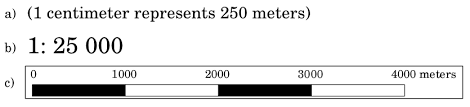 a) (1 centimeter represents 250 meters)
b) 1: 25 000
c) 0 1000 2000 3000 4000 meters